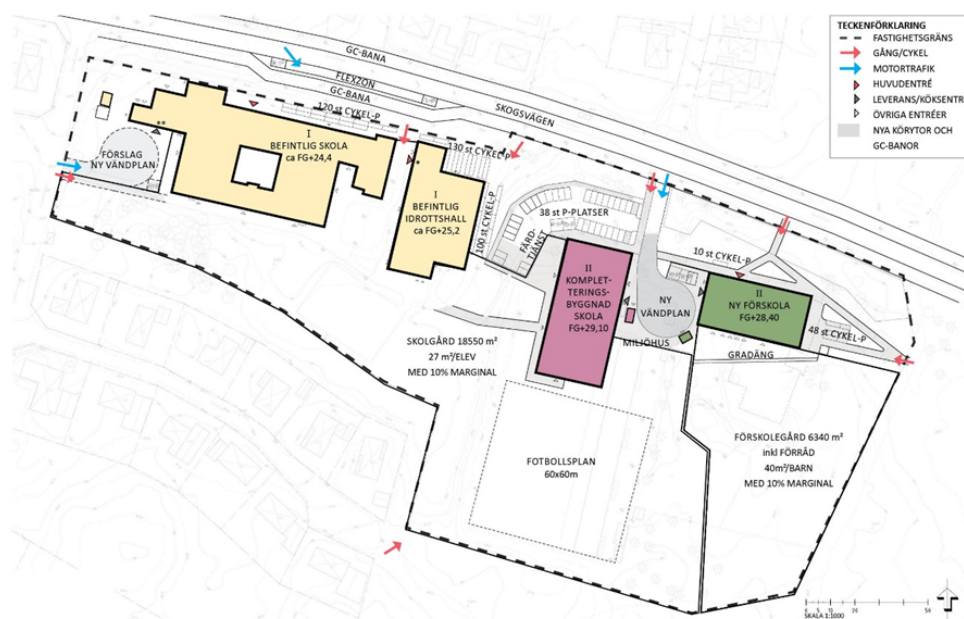 TECKENFÖRKLARING
FASTIGHETSGRÄNS
GÅNG/CYKEL
MOTORTRAFIK
HUVUDENTRÉ
LEVERANS/KÖKSENTR
ÖVRIGA ENTRÉER
NYA KÖRYTOR OCH
GC-BANOR
GC-BANA
FLEXZON
GC-BANA
SKOGSVÄGEN
120 st CYKEL-P
130 st CYKEL-P
I
BEFINTLIG SKOLA
ca FG+24,4
**
FÖRSLAG
NY VÄNDPLAN
*
I
BEFINTLIG
IDROTTSHALL
ca FG+25,2
100 st CYKEL-P
38 st P-PLATSER
FÄRD-
TJÄNST
10 st CYKEL-P
II
KOMPLET-
TERINGS-
BYGGNAD
SKOLA
FG+29,10
NY
VÄNDPLAN
MILJÖHUS
II
NY FÖRSKOLA
FG+28,40
48 st CYKEL-P
GRADÄNG
SKOLGÅRD 18550 m²
27 m²/ELEV
MED 10% MARGINAL
FÖRSKOLEGÅRD 6340 m²
inkl FÖRRÅD
40m²/BARN
MED 10% MARGINAL
FOTBOLLSPLAN
60x60m
SKALA 1:1000